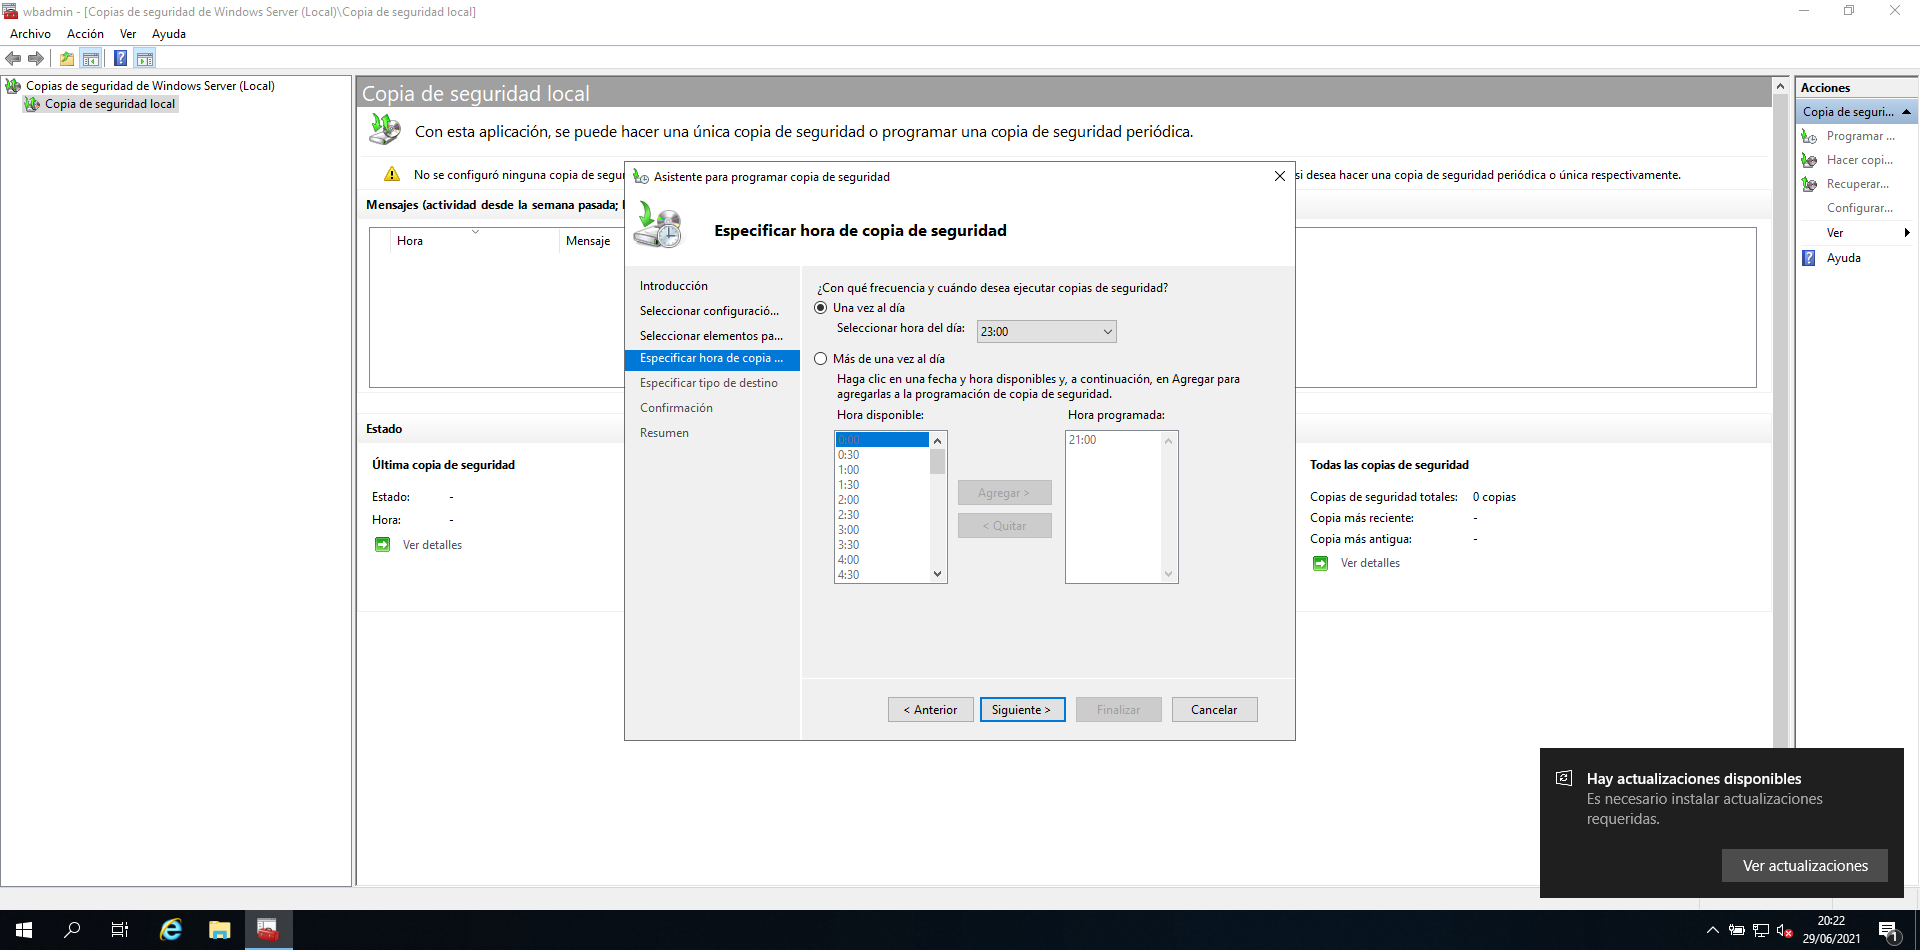 wbadmin - [Copias de seguridad de Windows Server (Local)\Copia de seguridad local]
Archivo Acción Ver Ayuda
Copias de seguridad de Windows Server (Local)
Copia de seguridad local
Copia de seguridad local
Con esta aplicación, se puede hacer una única copia de seguridad o programar una copia de seguridad periódica.
No se configuró ninguna copia de segur
si desea hacer una copia de seguridad periódica o única respectivamente.
Mensajes (actividad desde la semana pasada;
Hora Mensaje
Estado
Última copia de seguridad
Estado: -
Hora: -
Ver detalles
Todas las copias de seguridad
Copias de seguridad totales: 0 copias
Copia más reciente: -
Copia más antigua: -
Ver detalles
Asistente para programar copia de seguridad
Especificar hora de copia de seguridad
Introducción
Seleccionar configuració...
Seleccionar elementos pa...
Especificar hora de copia ...
Especificar tipo de destino
Confirmación
Resumen
¿Con qué frecuencia y cuándo desea ejecutar copias de seguridad?
Una vez al día
Seleccionar hora del día: 23:00
Más de una vez al día
Haga clic en una fecha y hora disponibles y, a continuación, en Agregar para
agregarlas a la programación de copia de seguridad.
Hora disponible: Hora programada:
0:00 21:00
0:30
1:00
1:30
2:00
2:30
3:00
3:30
4:00
4:30
Agregar >
< Quitar
< Anterior Siguiente > Finalizar Cancelar
Acciones
Copia de seguri...
Programar ...
Hacer copi...
Recuperar...
Configurar...
Ver
Ayuda
Hay actualizaciones disponibles
Es necesario instalar actualizaciones
requeridas.
Ver actualizaciones
20:22
29/06/2021
1